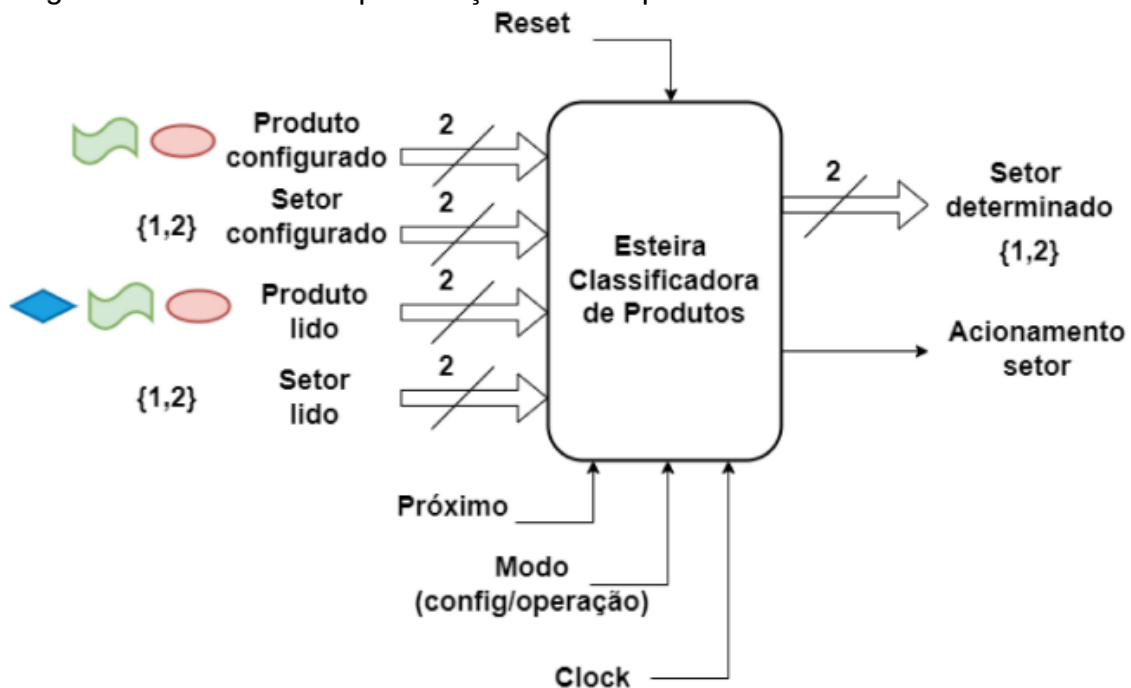 Reset
Produto
configurado
2
Setor
configurado
{1,2}
2
Produto
lido
2
Setor
lido
{1,2}
2
Esteira
Classificadora
de Produtos
2
Setor
determinado
{1,2}
Acionamento
setor
Próximo
Modo
(config/operação)
Clock